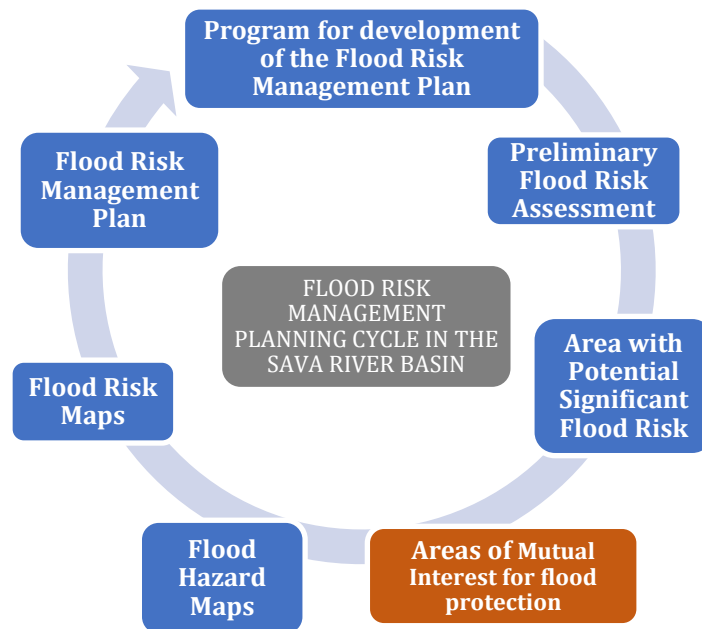 Program for development
of the Flood Risk
Management Plan
Preliminary
Flood Risk
Assessment
Area with
Potential
Significant
Flood Risk
Areas of Mutual
Interest for flood
protection
Flood
Hazard
Maps
Flood Risk
Maps
Flood Risk
Management
Plan
FLOOD RISK
MANAGEMENT
PLANNING CYCLE IN THE
SAVA RIVER BASIN